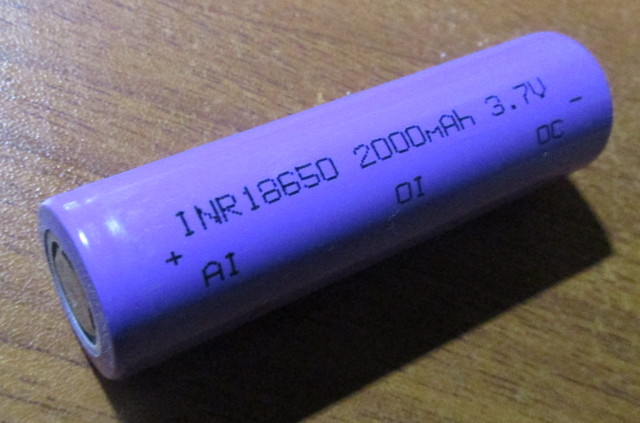 INR18650 2000mAh 3.7V
+ AI OI OC -